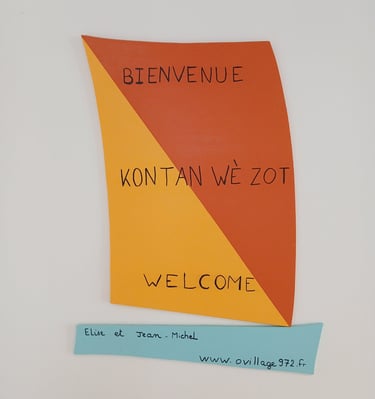 BIENVENUE
KONTAN WÈ ZOT
WELCOME
Elise et Jean-Michel
www.ovillage972.fr